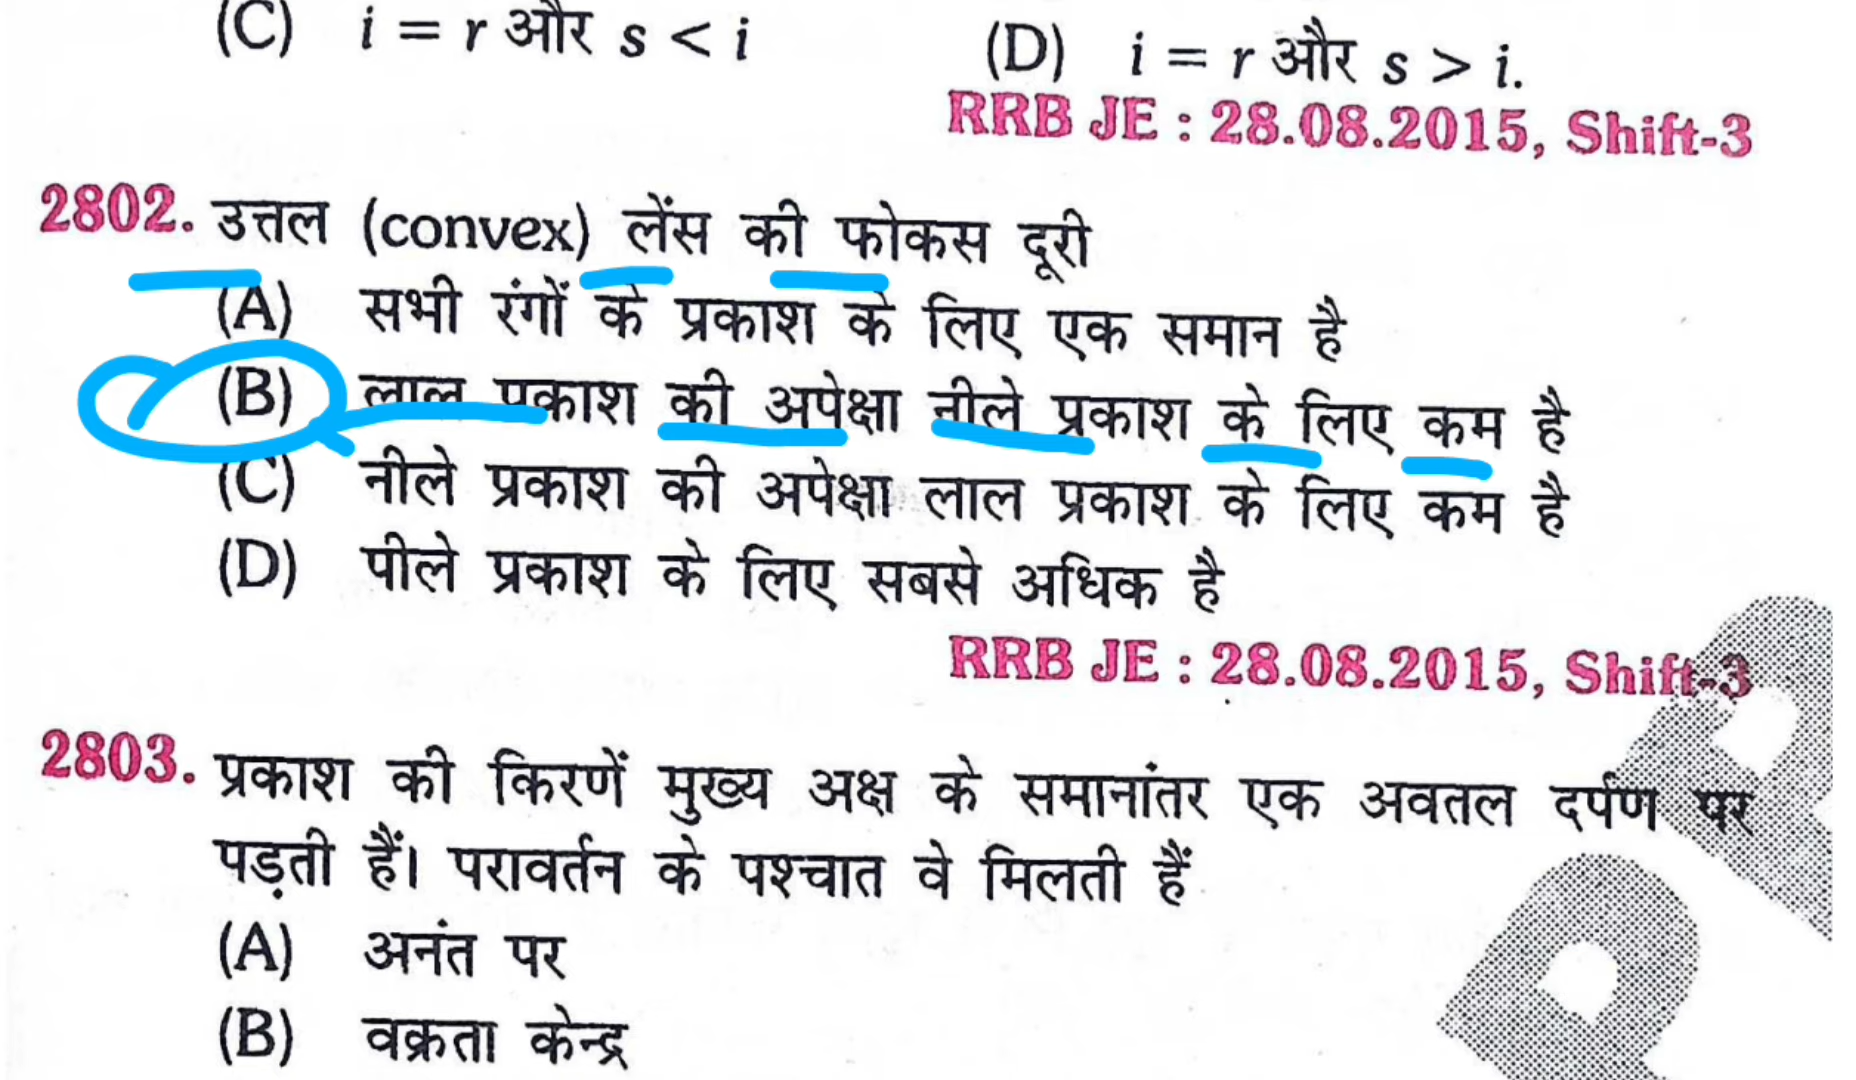 (C) i = r और s < i
(D) i = r और s > i.
RRB JE : 28.08.2015, Shift-3
2802. उत्तल (convex) लेंस की फोकस दूरी
(A) सभी रंगों के प्रकाश के लिए एक समान है
(B) लाल प्रकाश की अपेक्षा नीले प्रकाश के लिए कम है
(C) नीले प्रकाश की अपेक्षा लाल प्रकाश के लिए कम है
(D) पीले प्रकाश के लिए सबसे अधिक है
RRB JE : 28.08.2015, Shift-3
2803. प्रकाश की किरणें मुख्य अक्ष के समानांतर एक अवतल दर्पण पर
पड़ती हैं। परावर्तन के पश्चात वे मिलती हैं
(A) अनंत पर
(B) वक्रता केन्द्र